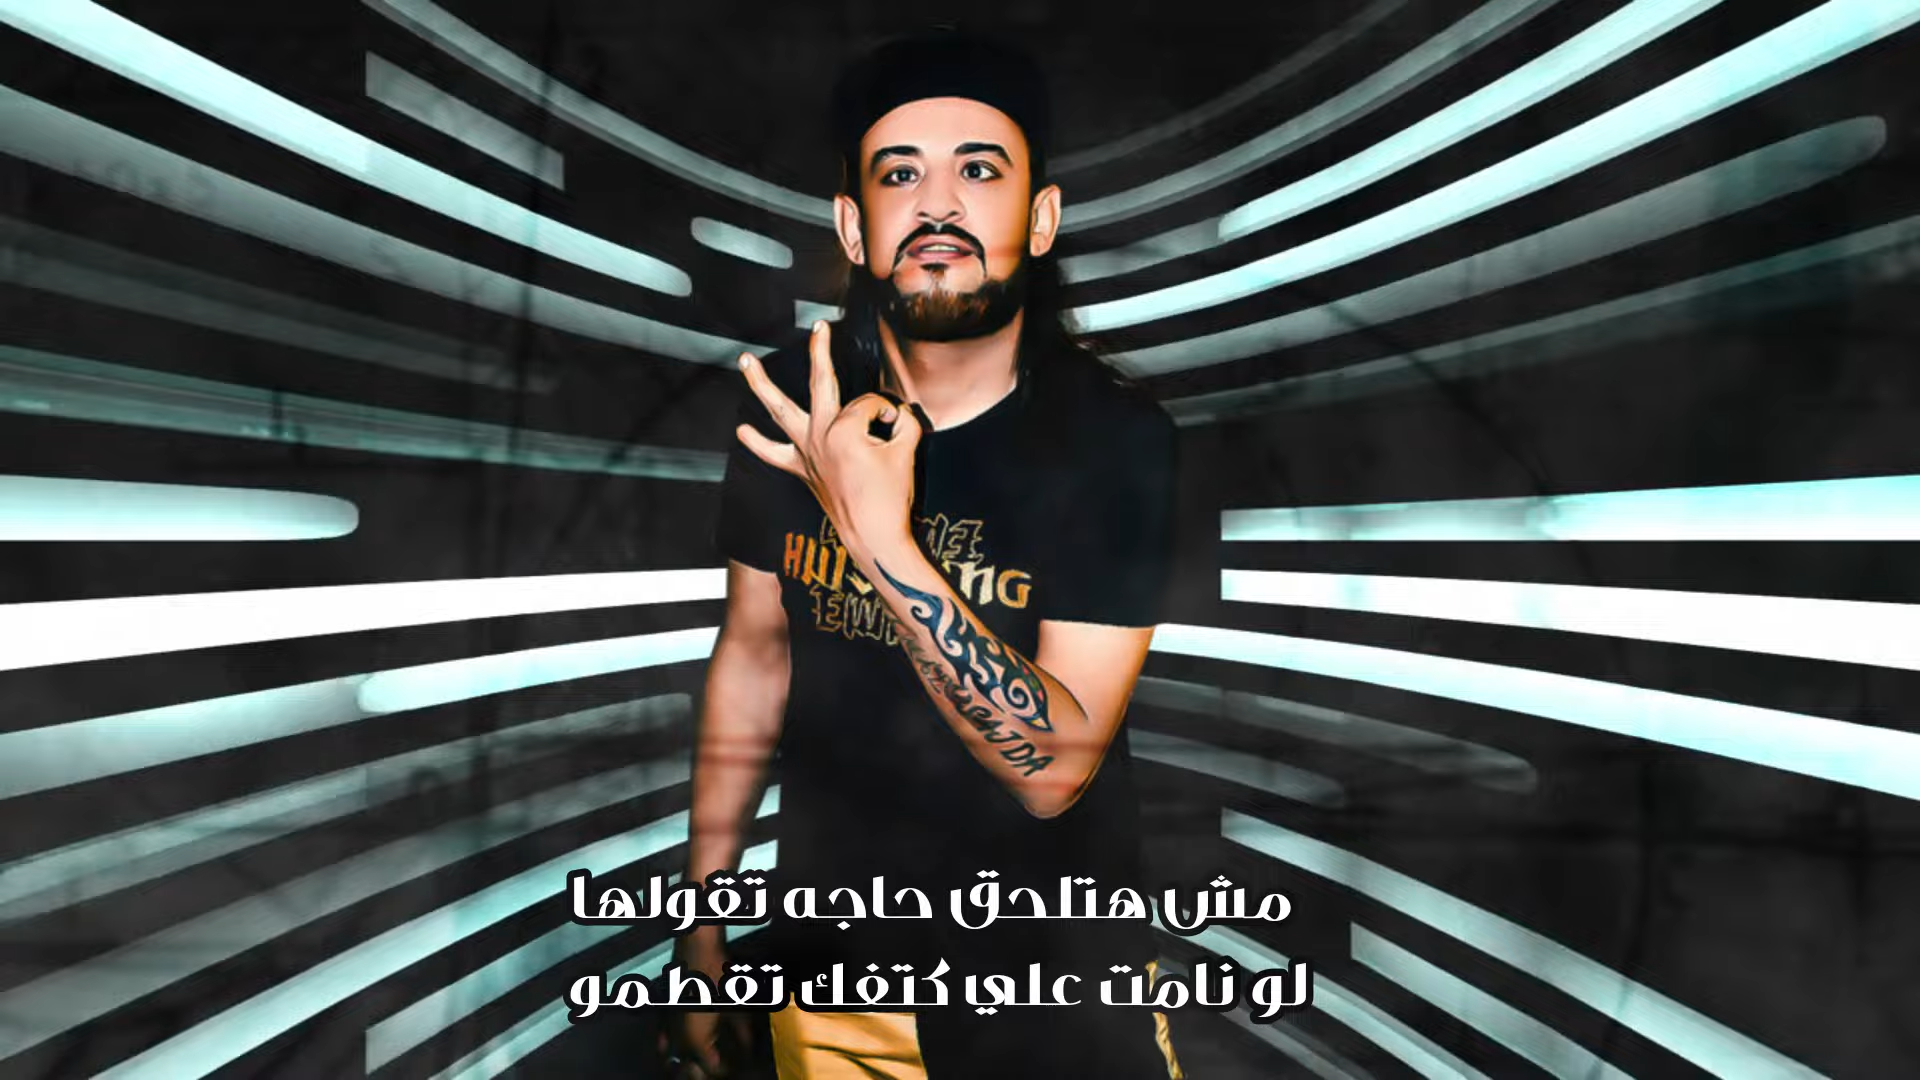 مش هتلحق حاجه تقولها
لو نامت علي كتفك تقطمو